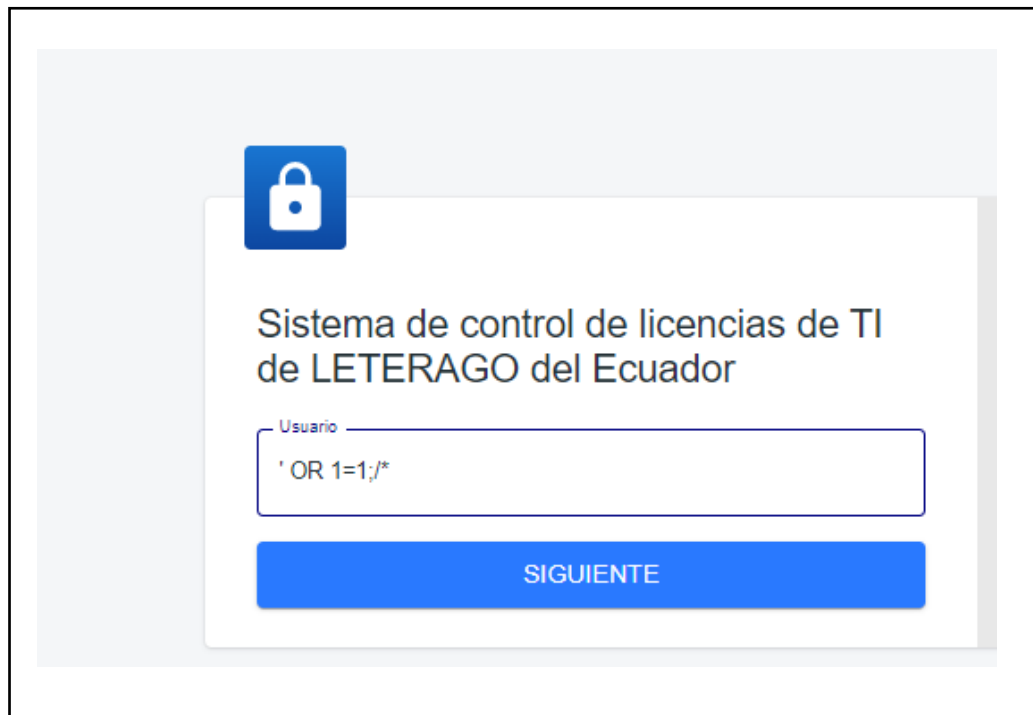 Sistema de control de licencias de TI
de LETERAGO del Ecuador
Usuario
' OR 1=1;/*
SIGUIENTE